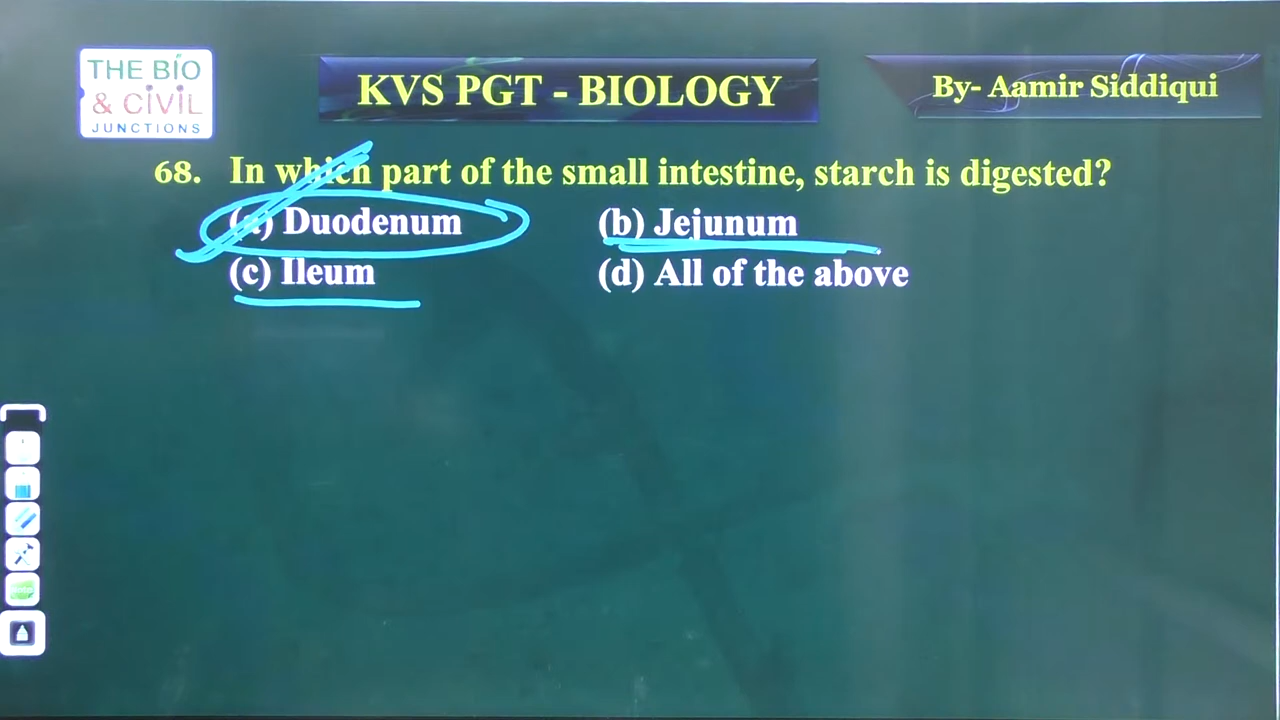 THE BIO
& CIVIL
JUNCTIONS
KVS PGT - BIOLOGY
By- Aamir Siddiqui
68. In which part of the small intestine, starch is digested?
(a) Duodenum (b) Jejunum
(c) Ileum (d) All of the above